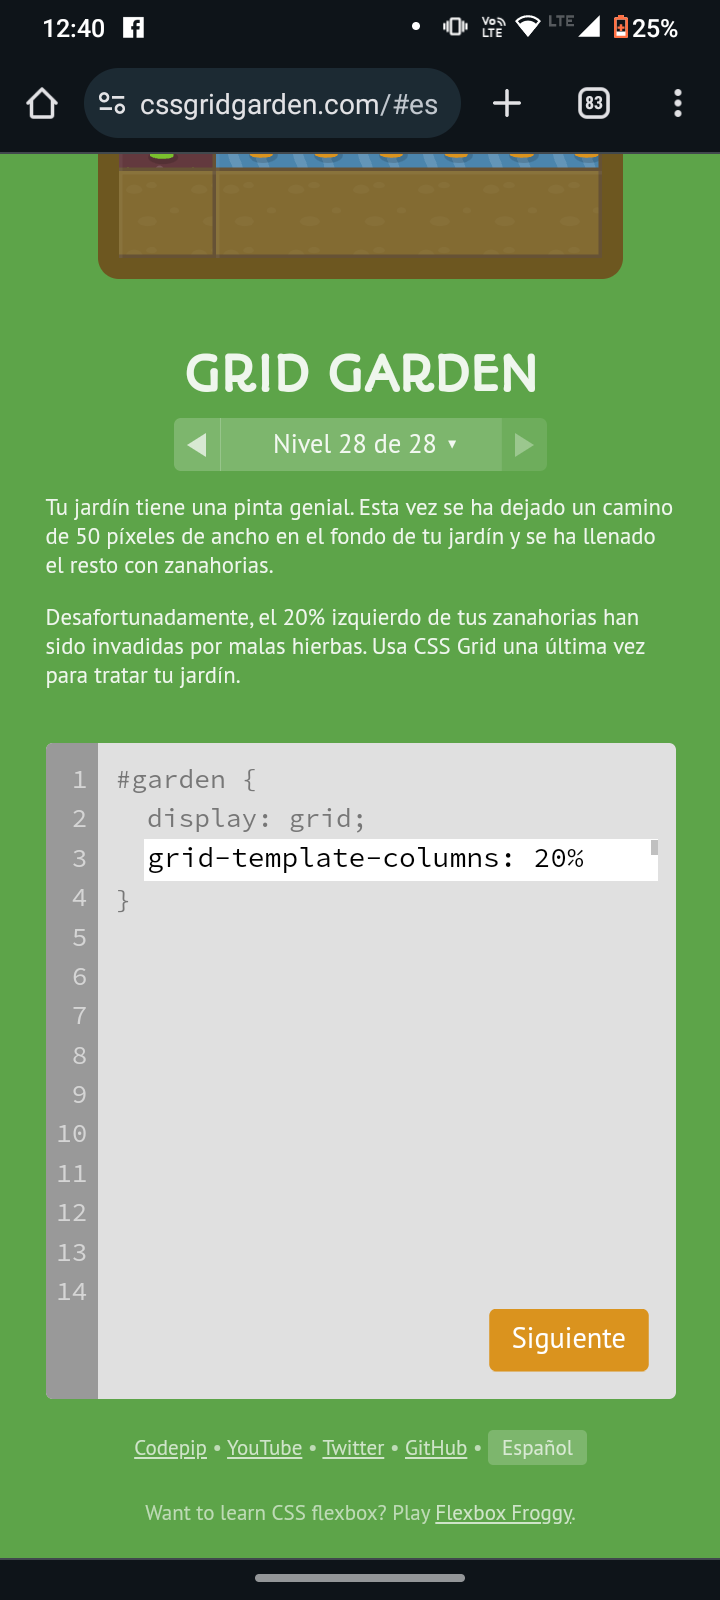 12:40
VoLTE LTE 25%
cssgridgarden.com/#es
83
GRID GARDEN
Nivel 28 de 28 ▾
Tu jardín tiene una pinta genial. Esta vez se ha dejado un camino
de 50 píxeles de ancho en el fondo de tu jardín y se ha llenado
el resto con zanahorias.
Desafortunadamente, el 20% izquierdo de tus zanahorias han
sido invadidas por malas hierbas. Usa CSS Grid una última vez
para tratar tu jardín.
1 #garden {
2 display: grid;
3 grid-template-columns: 20%
4 }
5
6
7
8
9
10
11
12
13
14
Siguiente
Codepip • YouTube • Twitter • GitHub • Español
Want to learn CSS flexbox? Play Flexbox Froggy.